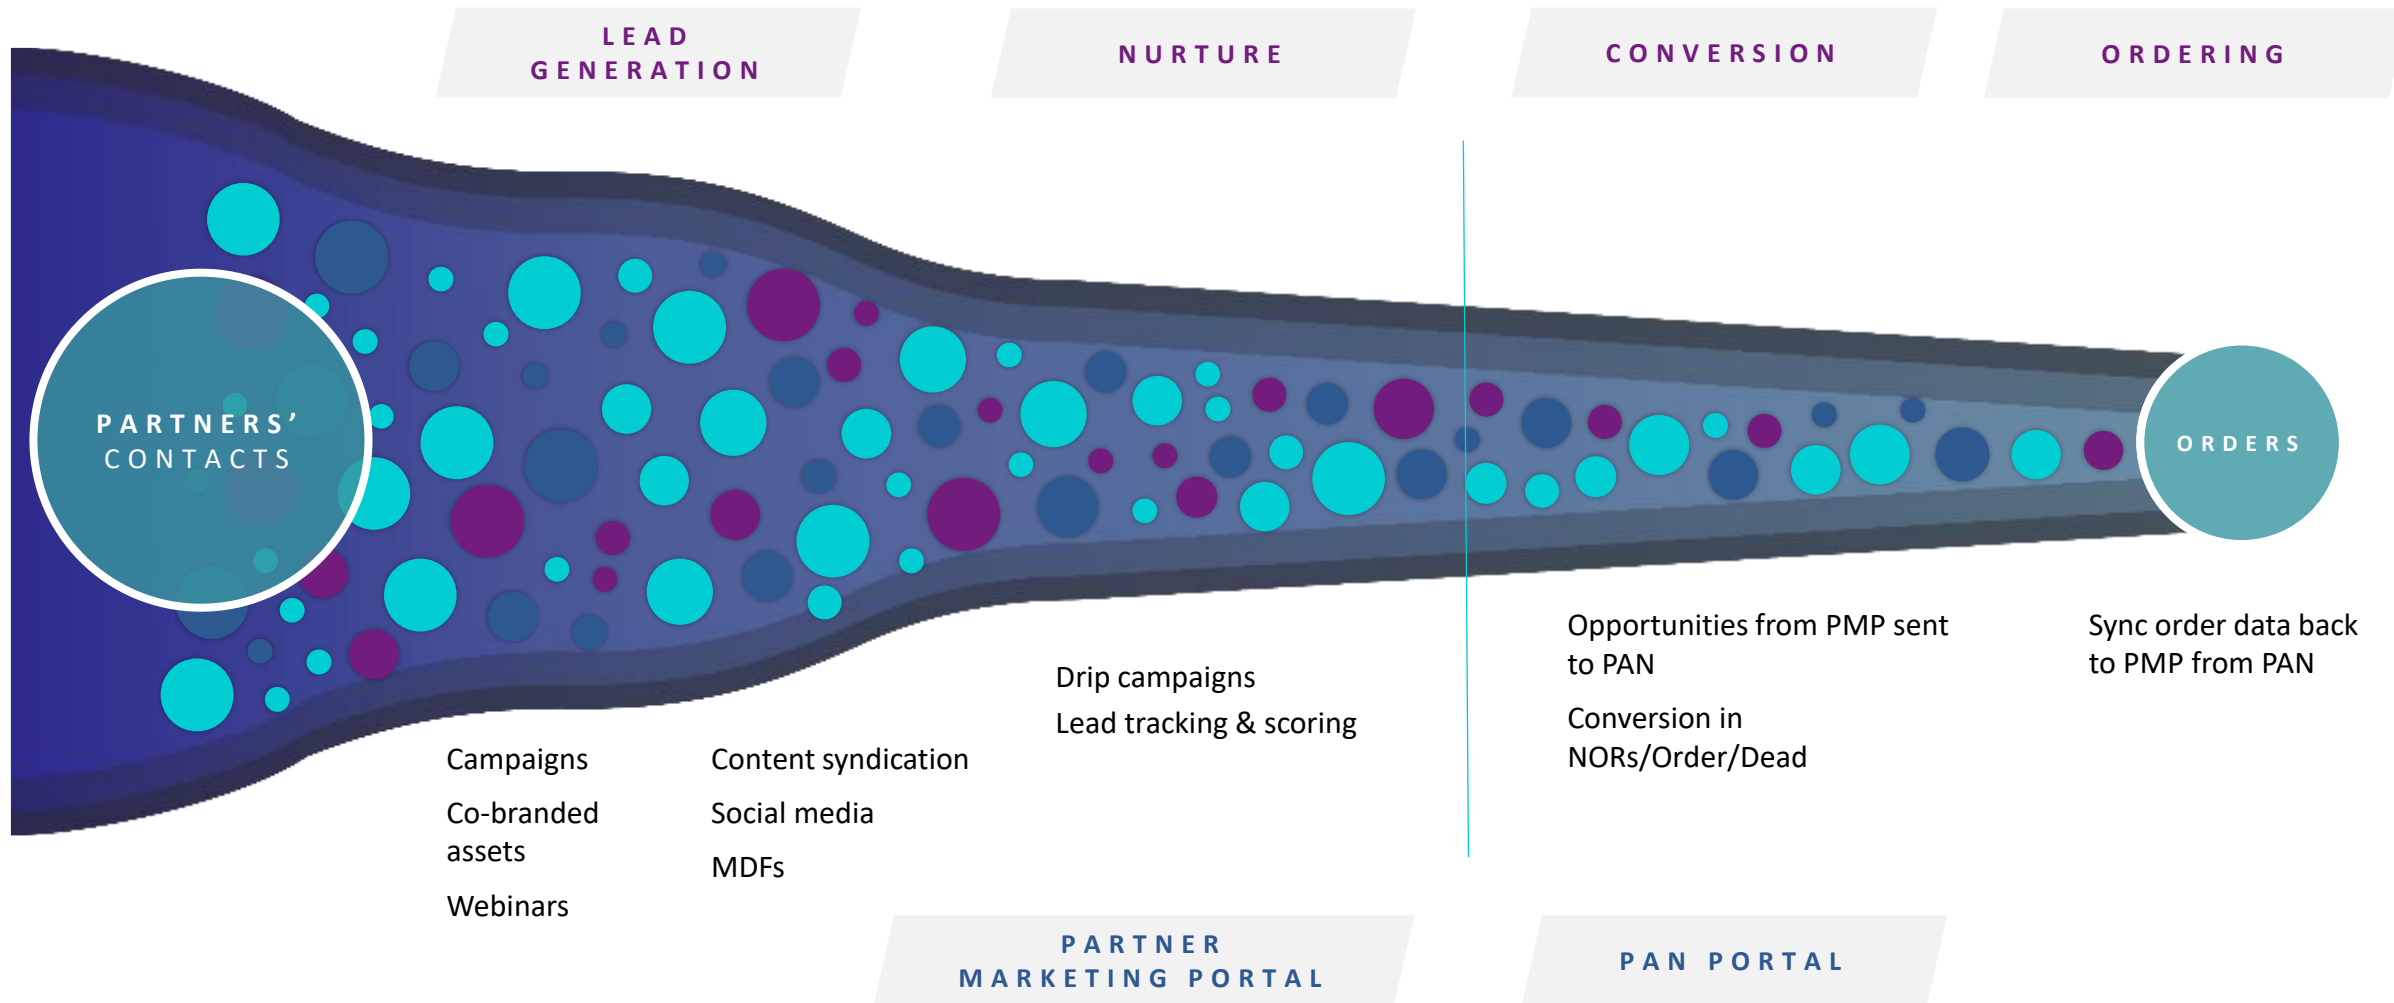 LEAD
GENERATION
NURTURE
CONVERSION
ORDERING
PARTNERS’
CONTACTS
ORDERS
Campaigns
Co-branded
assets
Webinars
Content syndication
Social media
MDFs
Drip campaigns
Lead tracking & scoring
Opportunities from PMP sent
to PAN
Conversion in
NORs/Order/Dead
Sync order data back
to PMP from PAN
PARTNER
MARKETING PORTAL
PAN PORTAL